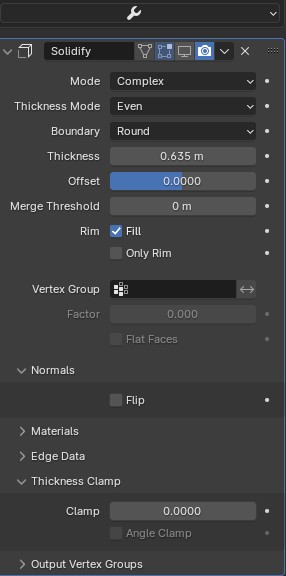 Solidify
Mode Complex
Thickness Mode Even
Boundary Round
Thickness 0.635 m
Offset 0.0000
Merge Threshold 0 m
Rim Fill
Only Rim
Vertex Group
Factor 0.000
Flat Faces
Normals
Flip
Materials
Edge Data
Thickness Clamp
Clamp 0.0000
Angle Clamp
Output Vertex Groups